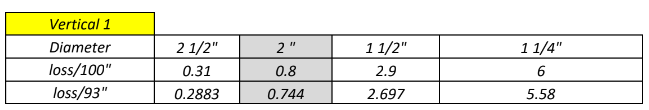 Vertical 1
Diameter 2 1/2" 2 " 1 1/2" 1 1/4"
loss/100" 0.31 0.8 2.9 6
loss/93" 0.2883 0.744 2.697 5.58